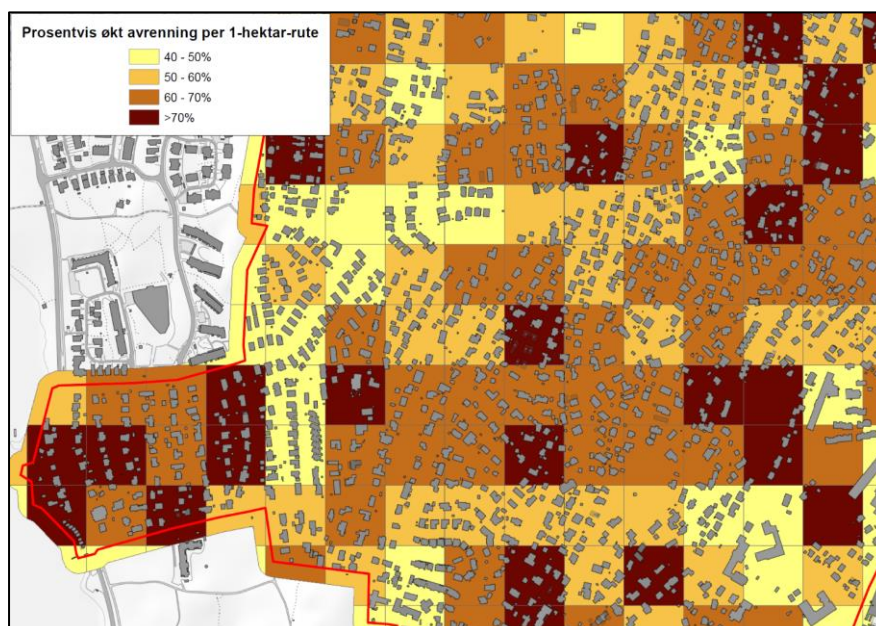 Prosentvis økt avrenning per 1-hektar-rute
40 - 50%
50 - 60%
60 - 70%
>70%